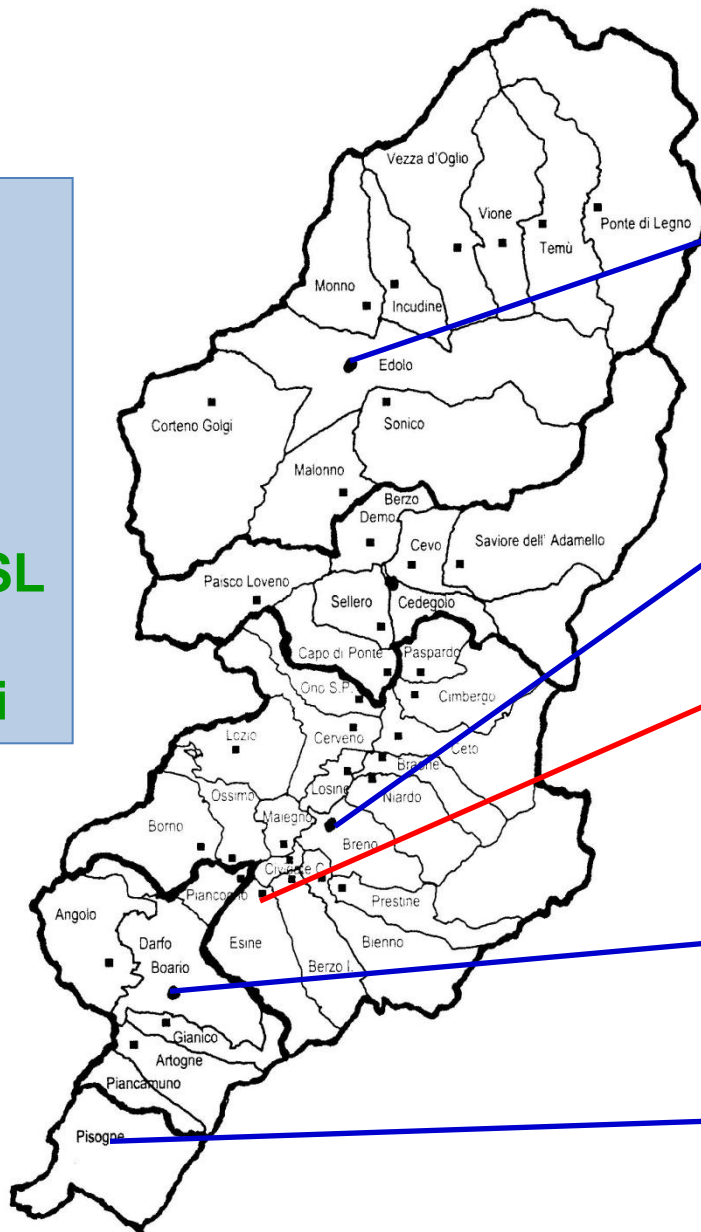 Vezza d'Oglio
Vione
Ponte di Legno
Temù
Monno
Incudine
Edolo
Corteno Golgi
Sonico
Malonno
Berzo
Demo
Cevo
Saviore dell' Adamello
SL
Paisco Loveno
Sellero
Cedegolo
Capo di Ponte
Paspardo
i
Ono S.P.
Cimbergo
Lozio
Cerveno
Ceto
Braone
Losine
Niardo
Ossimo
Malegno
Borno
Breno
Cividate C.
Piancogno
Prestine
Angolo
Darfo
Boario
Esine
Bienno
Berzo I.
Gianico
Artogne
Piancamuno
Pisogne